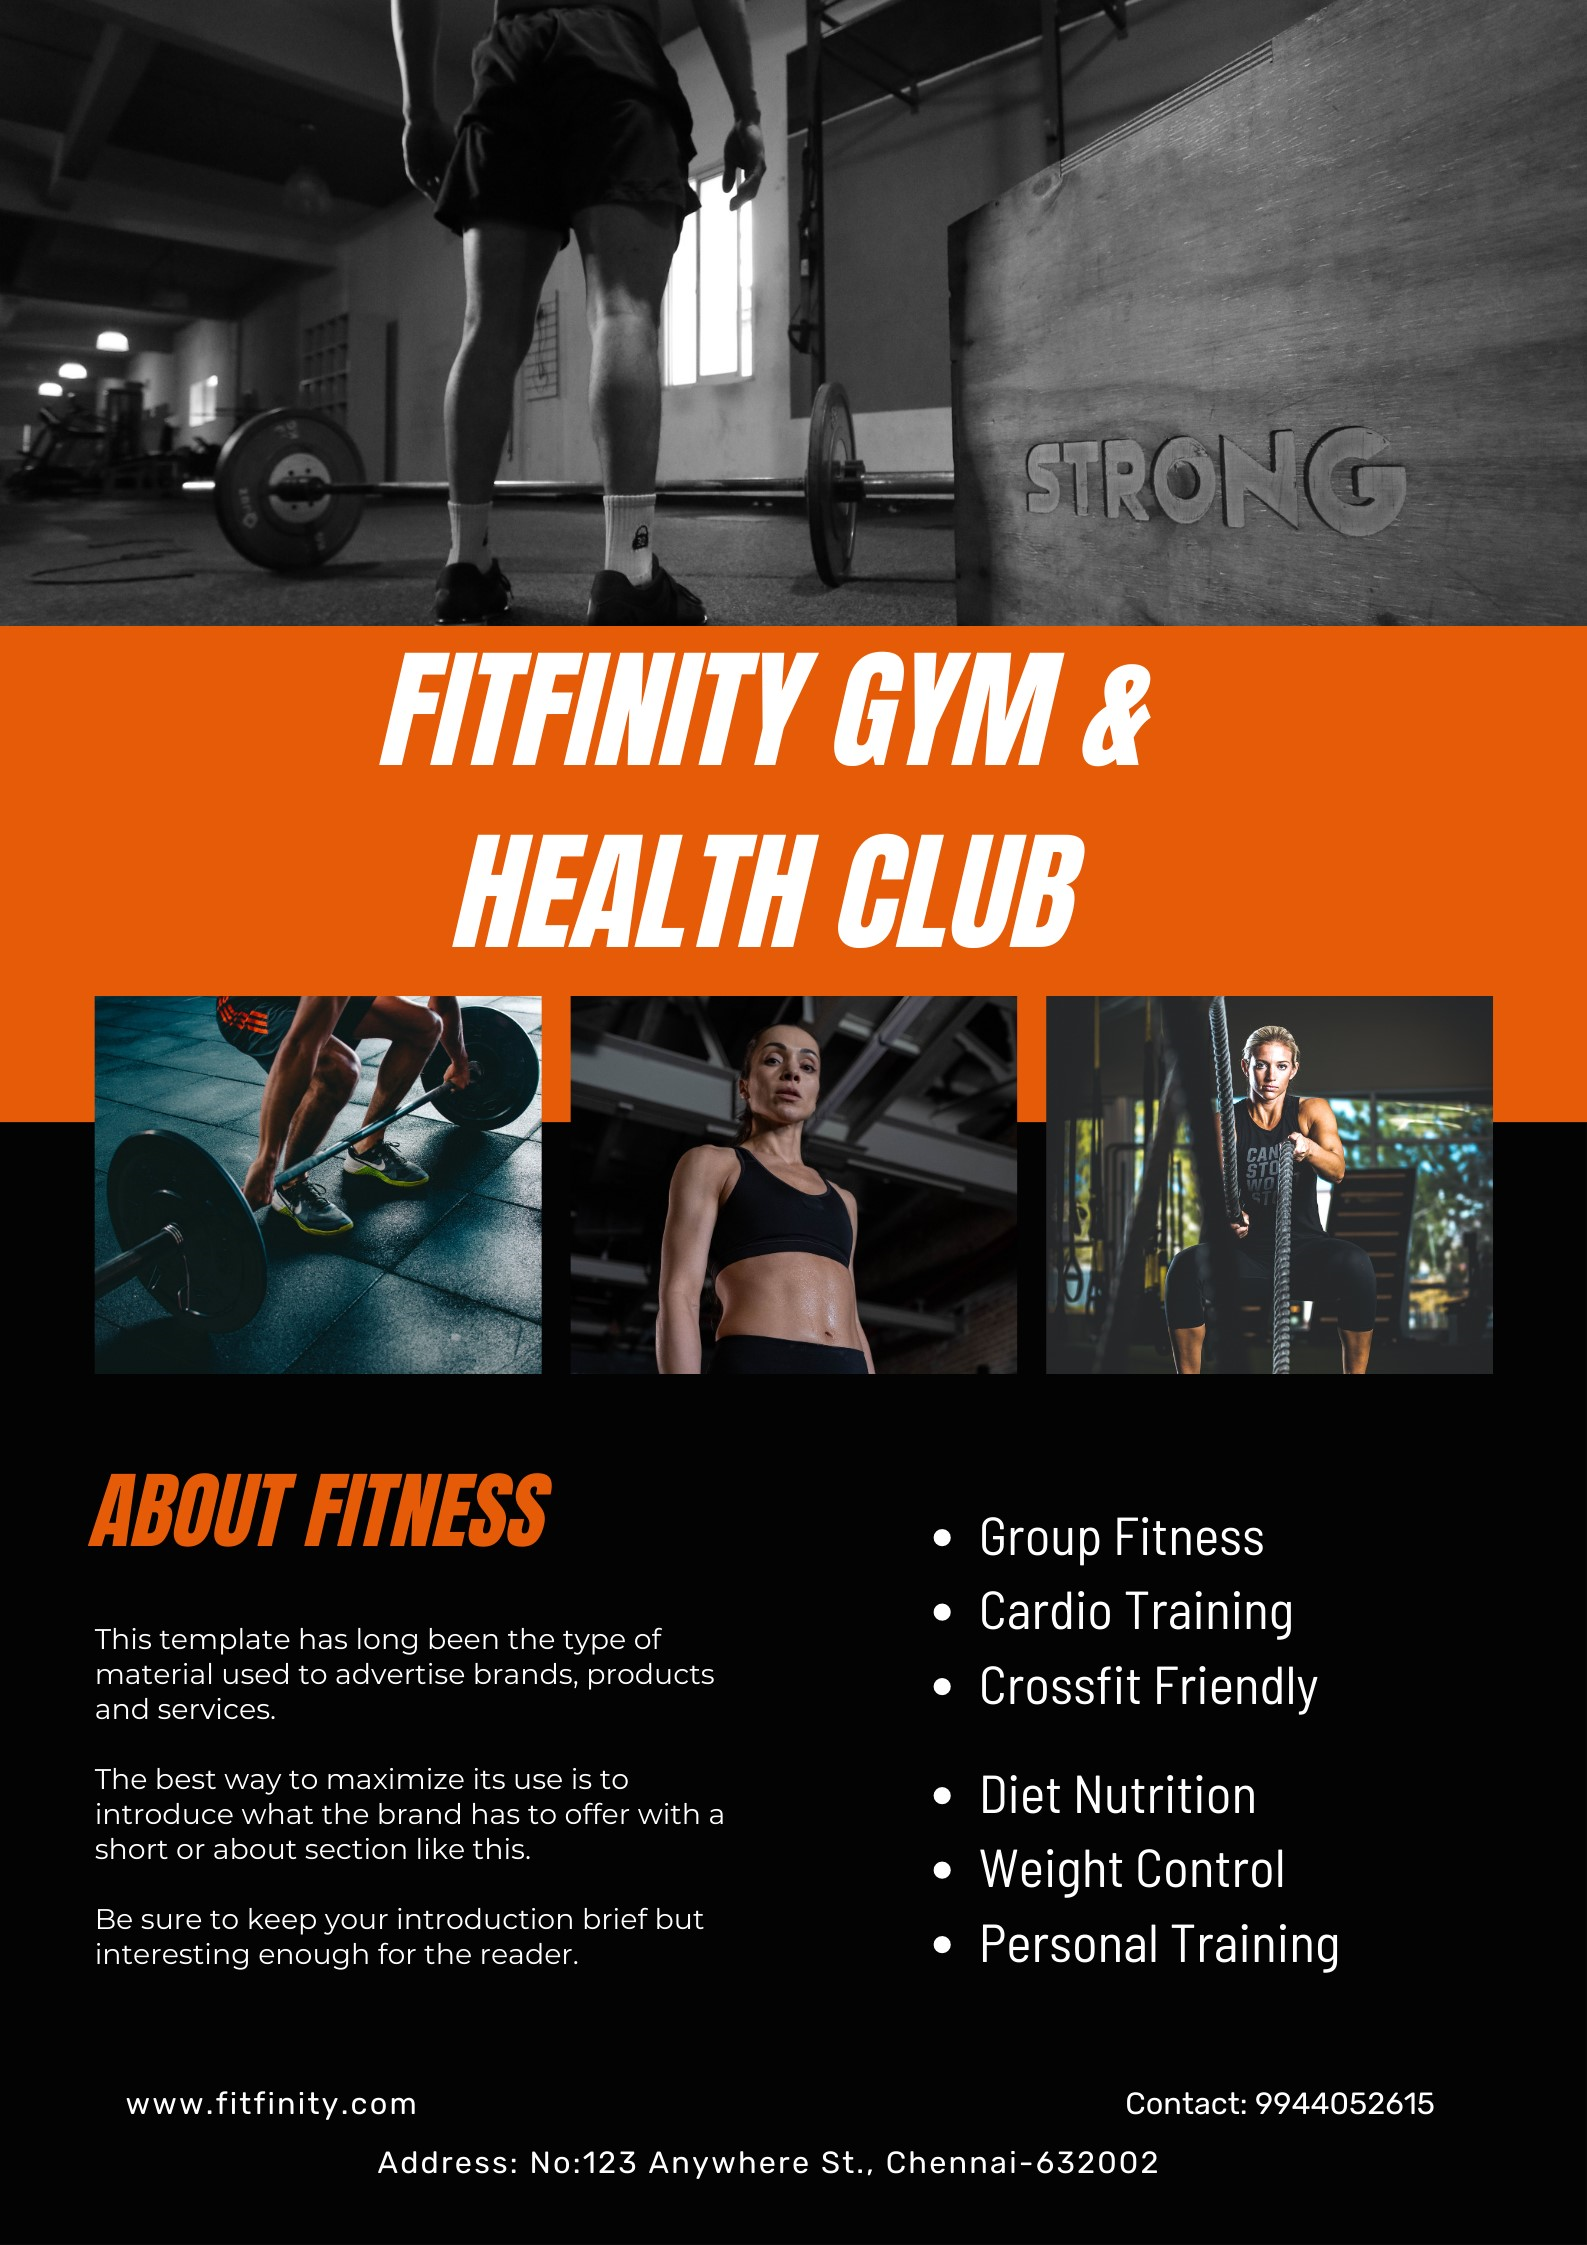 STRONG
FITFINITY GYM &
HEALTH CLUB
CAN
STO
WO
ABOUT FITNESS
This template has long been the type of
material used to advertise brands, products
and services.
The best way to maximize its use is to
introduce what the brand has to offer with a
short or about section like this.
Be sure to keep your introduction brief but
interesting enough for the reader.
• Group Fitness
• Cardio Training
• Crossfit Friendly
• Diet Nutrition
• Weight Control
• Personal Training
www.fitfinity.com
Contact: 9944052615
Address: No:123 Anywhere St., Chennai-632002